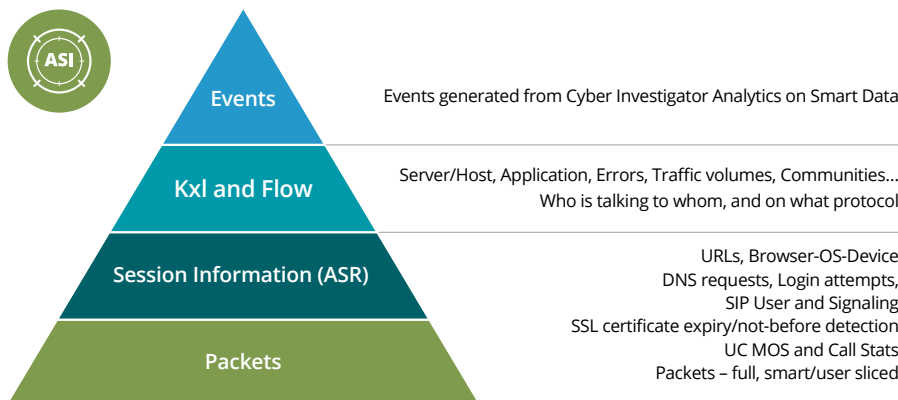 ASI
Events
Events generated from Cyber Investigator Analytics on Smart Data
Kxl and Flow
Server/Host, Application, Errors, Traffic volumes, Communities...
Who is talking to whom, and on what protocol
Session Information (ASR)
URLs, Browser-OS-Device
DNS requests, Login attempts,
SIP User and Signaling
SSL certificate expiry/not-before detection
UC MOS and Call Stats
Packets – full, smart/user sliced
Packets